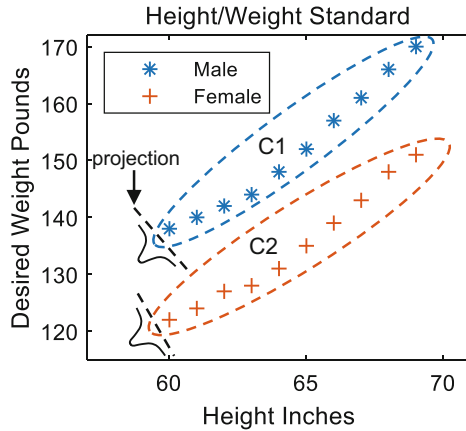 Height/Weight Standard
170
160
150
140
130
120
Desired Weight Pounds
Male
Female
projection
C1
C2
60
65
70
Height Inches